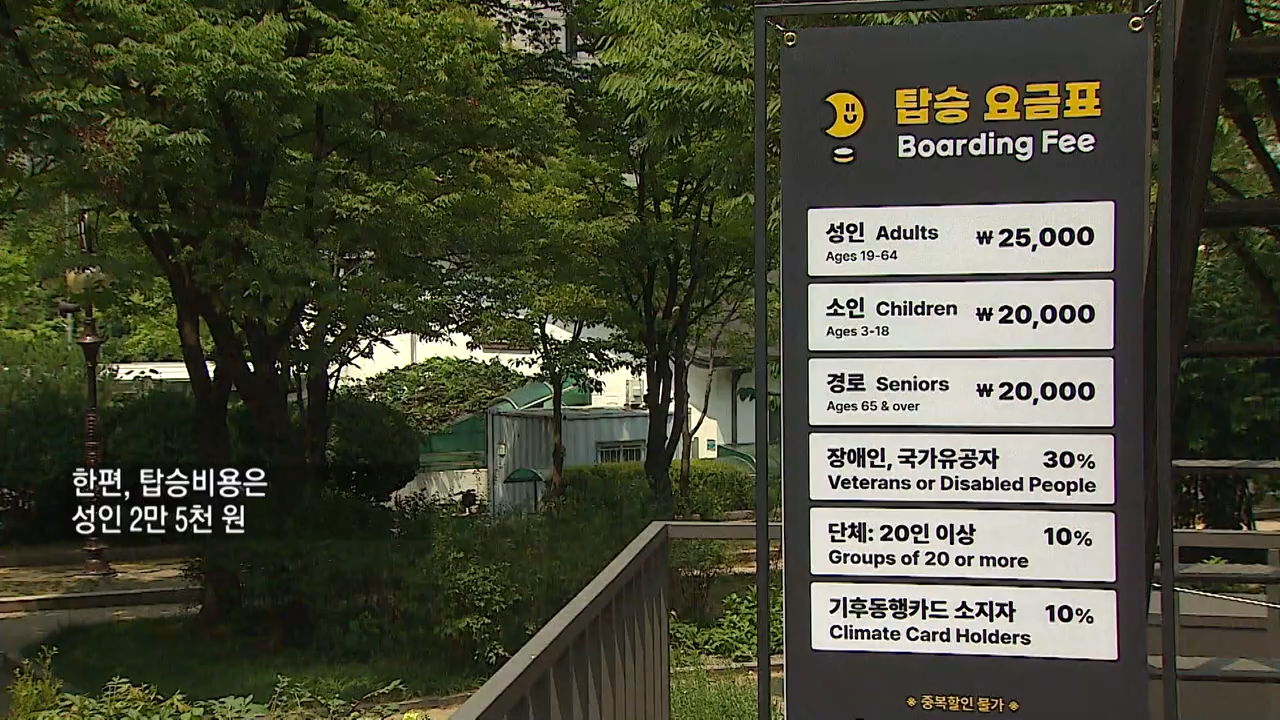 탑승 요금표
Boarding Fee
성인 Adults ₩25,000
Ages 19-64
소인 Children ₩20,000
Ages 3-18
경로 Seniors ₩20,000
Ages 65 & over
장애인, 국가유공자 30%
Veterans or Disabled People
단체: 20인 이상 10%
Groups of 20 or more
기후동행카드 소지자 10%
Climate Card Holders
※ 중복할인 불가 ※
한편, 탑승비용은
성인 2만 5천 원